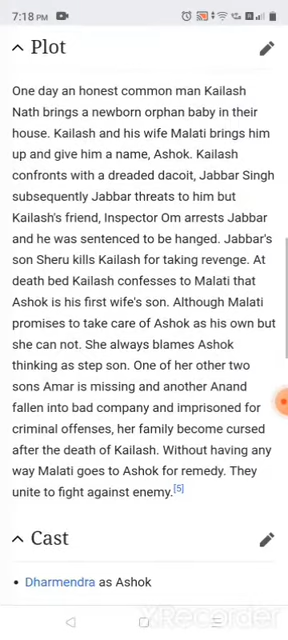 7:18 PM
Plot
One day an honest common man Kailash
Nath brings a newborn orphan baby in their
house. Kailash and his wife Malati brings him
up and give him a name, Ashok. Kailash
confronts with a dreaded dacoit, Jabbar Singh
subsequently Jabbar threats to him but
Kailash's friend, Inspector Om arrests Jabbar
and he was sentenced to be hanged. Jabbar's
son Sheru kills Kailash for taking revenge. At
death bed Kailash confesses to Malati that
Ashok is his first wife's son. Although Malati
promises to take care of Ashok as his own but
she can not. She always blames Ashok
thinking as step son. One of her other two
sons Amar is missing and another Anand
fallen into bad company and imprisoned for
criminal offenses, her family become cursed
after the death of Kailash. Without having any
way Malati goes to Ashok for remedy. They
unite to fight against enemy.[5]
Cast
• Dharmendra as Ashok
XRecorder